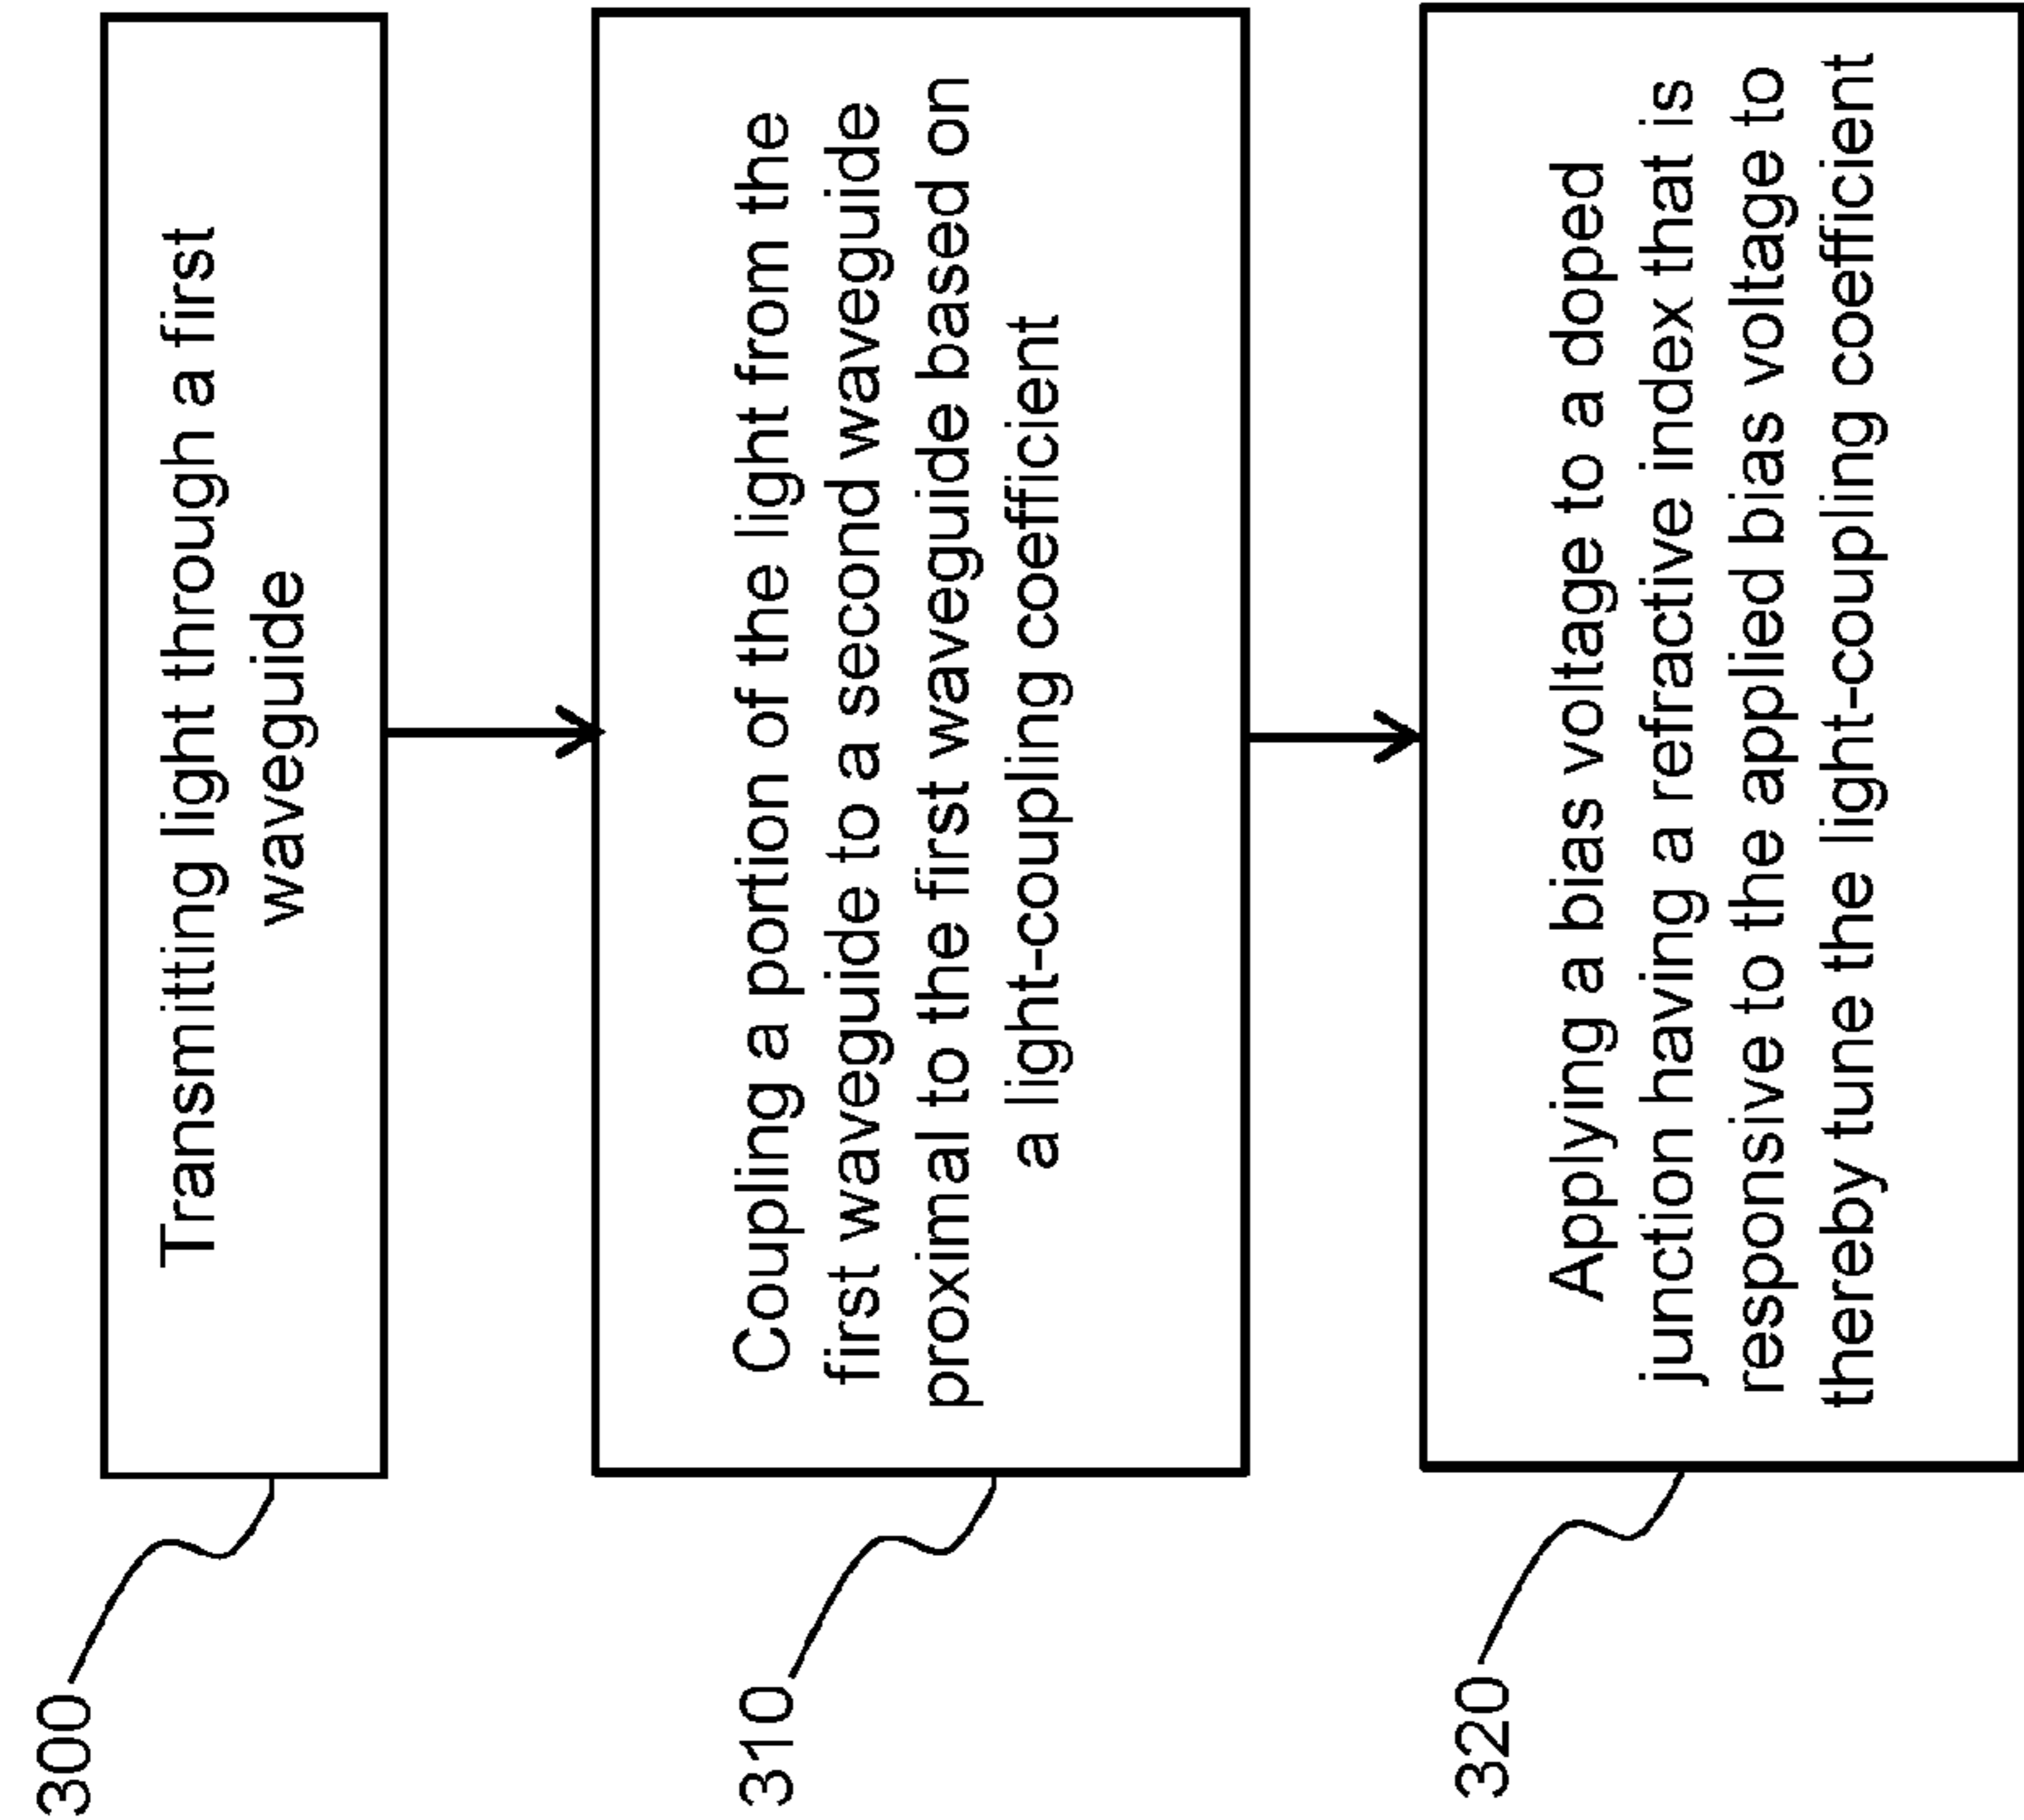 300
Transmitting light through a first
waveguide
310
Coupling a portion of the light from the
first waveguide to a second waveguide
proximal to the first waveguide based on
a light-coupling coefficient
320
Applying a bias voltage to a doped
junction having a refractive index that is
responsive to the applied bias voltage to
thereby tune the light-coupling coefficient